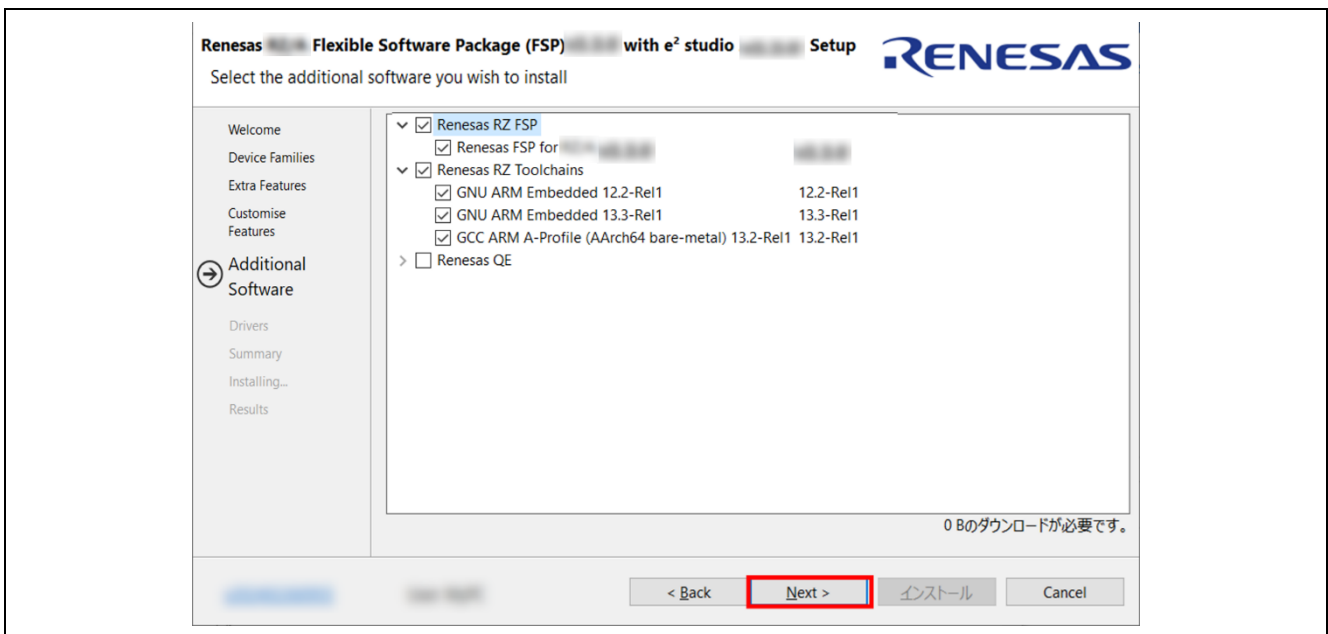 Renesas Flexible Software Package (FSP) with e² studio Setup
RENESAS
Select the additional software you wish to install
Welcome
Device Families
Extra Features
Customise
Features
Additional
Software
Drivers
Summary
Installing...
Results
Renesas RZ FSP
Renesas FSP for
Renesas RZ Toolchains
GNU ARM Embedded 12.2-Rel1 12.2-Rel1
GNU ARM Embedded 13.3-Rel1 13.3-Rel1
GCC ARM A-Profile (AArch64 bare-metal) 13.2-Rel1 13.2-Rel1
Renesas QE
0 Bのダウンロードが必要です。
< Back Next > インストール Cancel